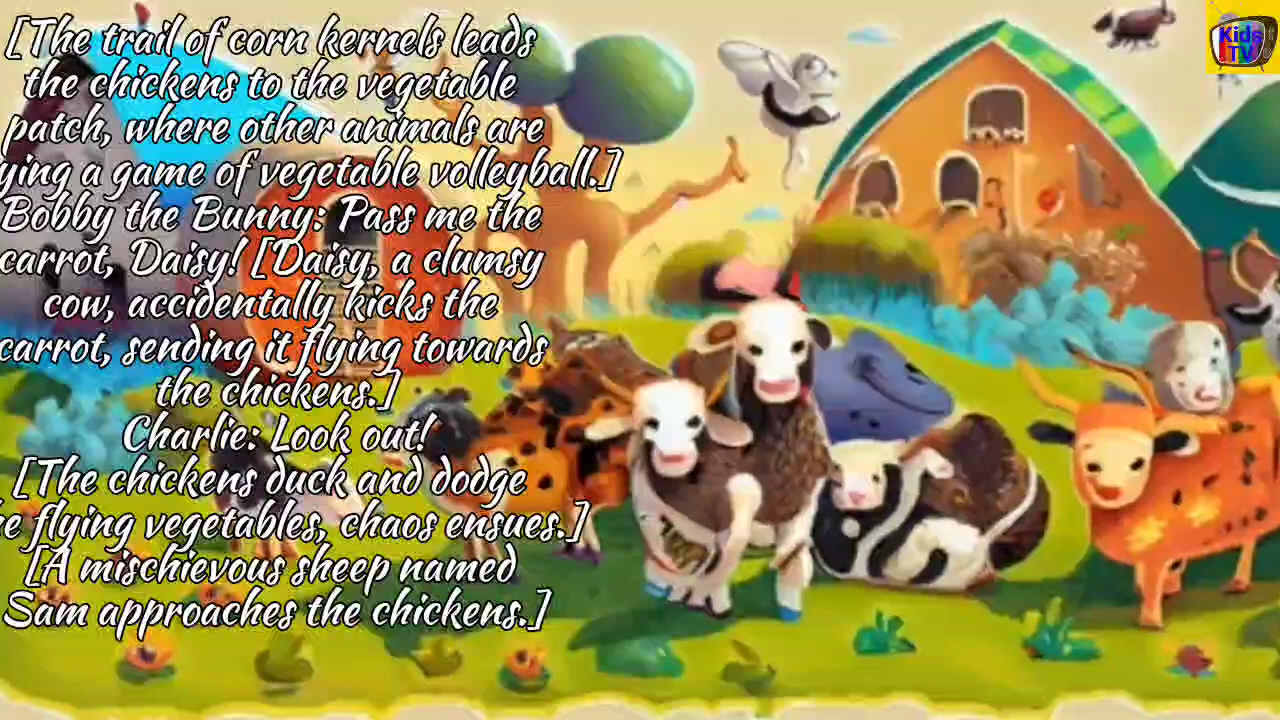 [The trail of corn kernels leads
the chickens to the vegetable
patch, where other animals are
ying a game of vegetable volleyball.]
Bobby the Bunny: Pass me the
carrot, Daisy! [Daisy, a clumsy
cow, accidentally kicks the
carrot, sending it flying towards
the chickens.]
Charlie: Look out!
[The chickens duck and dodge
e flying vegetables, chaos ensues.]
[A mischievous sheep named
Sam approaches the chickens.]
Kids
TV